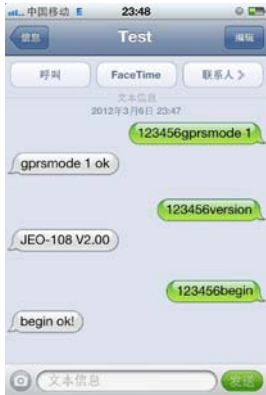 中国移动 E 23:48
信息 Test 编辑
呼叫 FaceTime 联系人 >
文本信息
2012年3月6日 23:47
123456gprsmode 1
gprsmode 1 ok
123456version
JEO-108 V2.00
123456begin
begin ok!
文本信息 发送